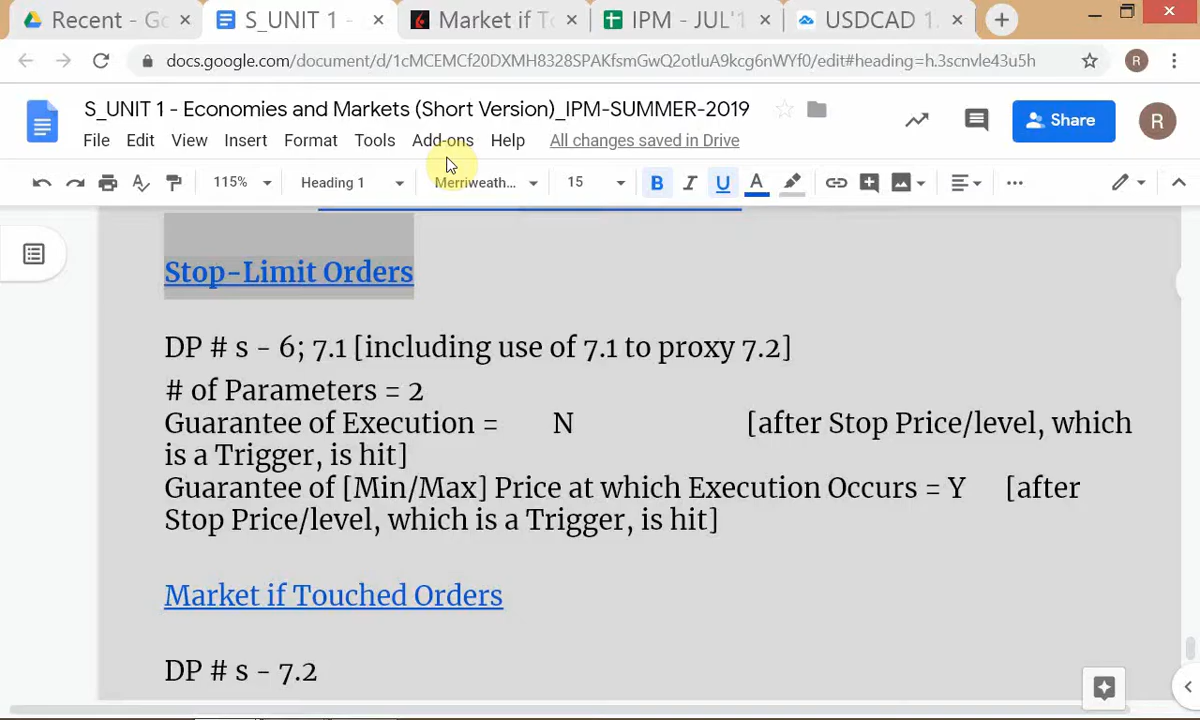 Recent - Go
S_UNIT 1 -
Market if To
IPM - JUL'1
USDCAD 1.
docs.google.com/document/d/1cMCEMCf20DXMH8328SPAKfsmGwQ2otluA9kcg6nWYf0/edit#heading=h.3scnvle43u5h
R
S_UNIT 1 - Economies and Markets (Short Version)_IPM-SUMMER-2019
File Edit View Insert Format Tools Add-ons Help All changes saved in Drive
Share
R
115% Heading 1 Merriweath... 15 B I U A
Stop-Limit Orders
DP # s - 6; 7.1 [including use of 7.1 to proxy 7.2]
# of Parameters = 2
Guarantee of Execution = N [after Stop Price/level, which
is a Trigger, is hit]
Guarantee of [Min/Max] Price at which Execution Occurs = Y [after
Stop Price/level, which is a Trigger, is hit]
Market if Touched Orders
DP # s - 7.2